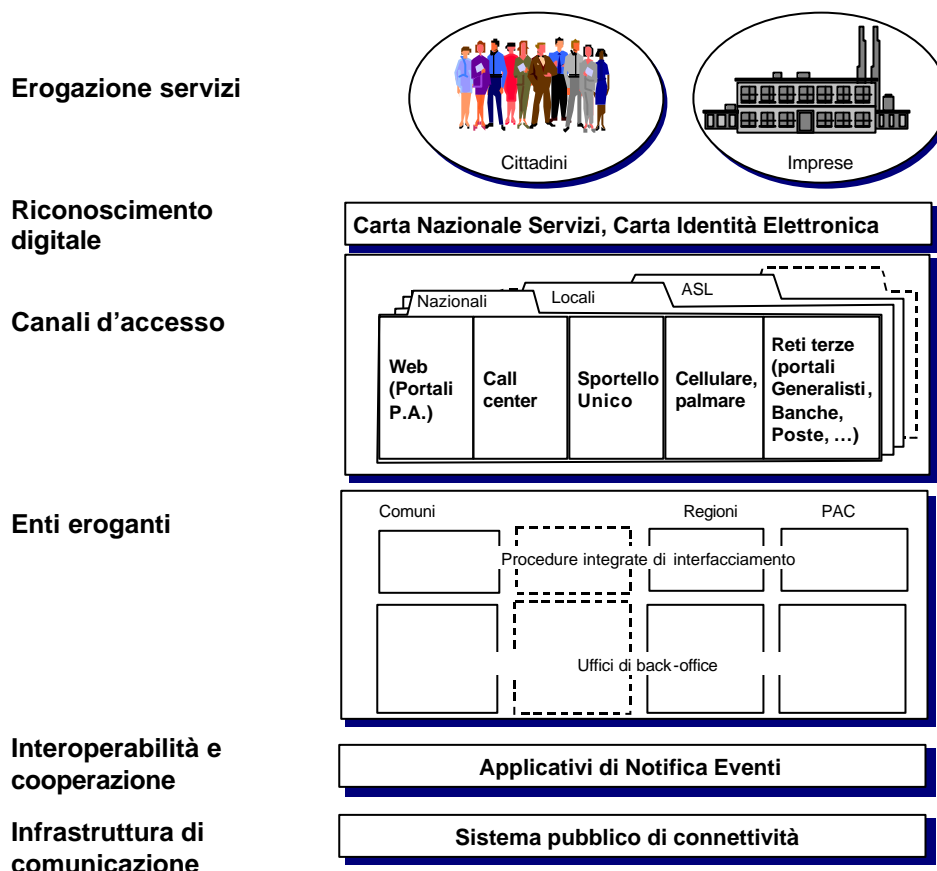 Erogazione servizi
Cittadini
Imprese
Riconoscimento
digitale
Carta Nazionale Servizi, Carta Identità Elettronica
Canali d'accesso
Nazionali
Locali
ASL
Web
(Portali
P.A.)
Call
center
Sportello
Unico
Cellulare,
palmare
Reti terze
(portali
Generalisti,
Banche,
Poste, …)
Enti eroganti
Comuni
Regioni
PAC
Procedure integrate di interfacciamento
Uffici di back-office
Interoperabilità e
cooperazione
Applicativi di Notifica Eventi
Infrastruttura di
comunicazione
Sistema pubblico di connettività